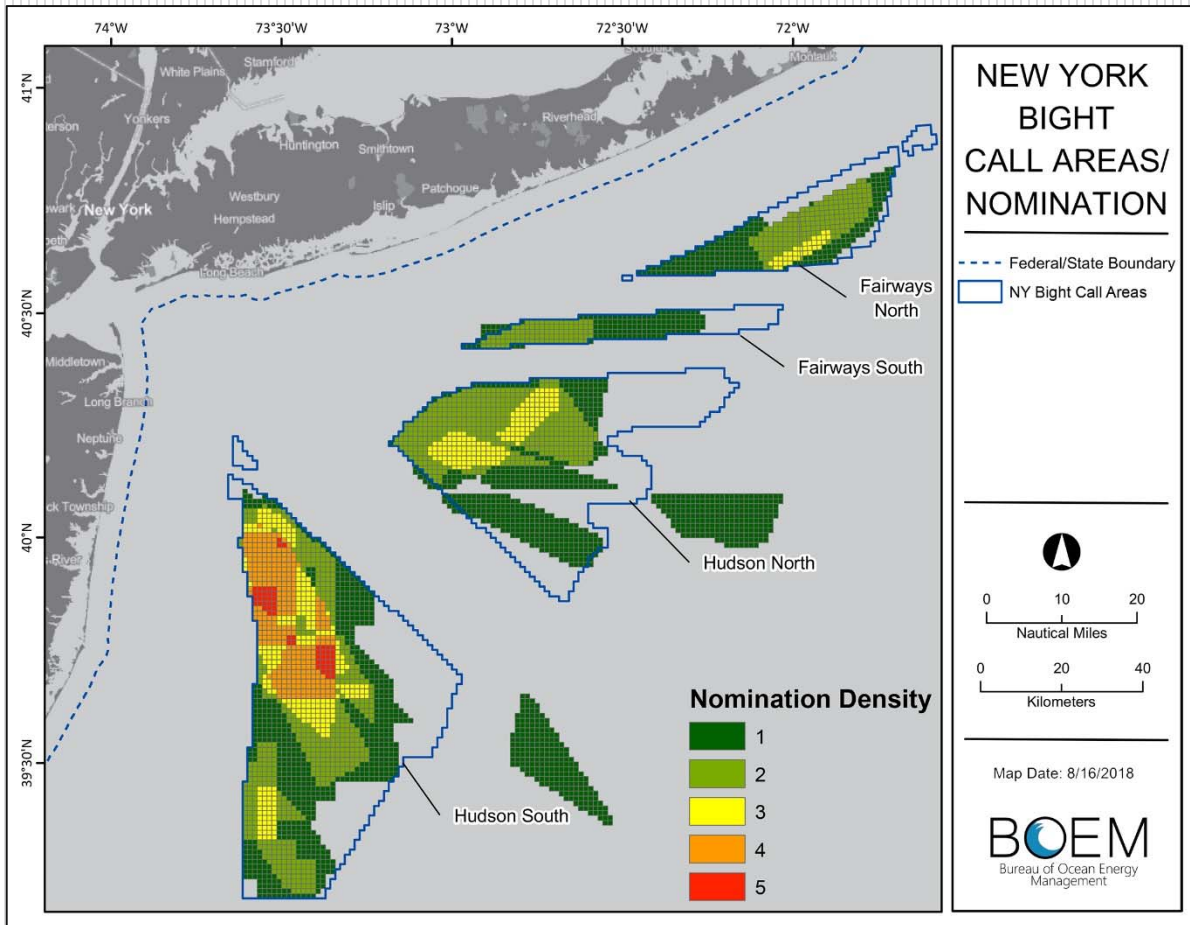 74°W
73°30'W
73°W
72°30'W
72°W
41°N
40°30'N
40°N
39°30'N
White Plains
Stamford
Yonkers
Huntington
Smithtown
Riverhead
Montauk
Westbury
Hempstead
Patchogue
Islip
New York
Long Beach
Middletown
Long Branch
Neptune
Fairways
North
Fairways South
Hudson North
Hudson South
Nomination Density
1
2
3
4
5
NEW YORK
BIGHT
CALL AREAS/
NOMINATION
Federal/State Boundary
NY Bight Call Areas
0 10 20
Nautical Miles
0 20 40
Kilometers
Map Date: 8/16/2018
BOEM
Bureau of Ocean Energy
Management